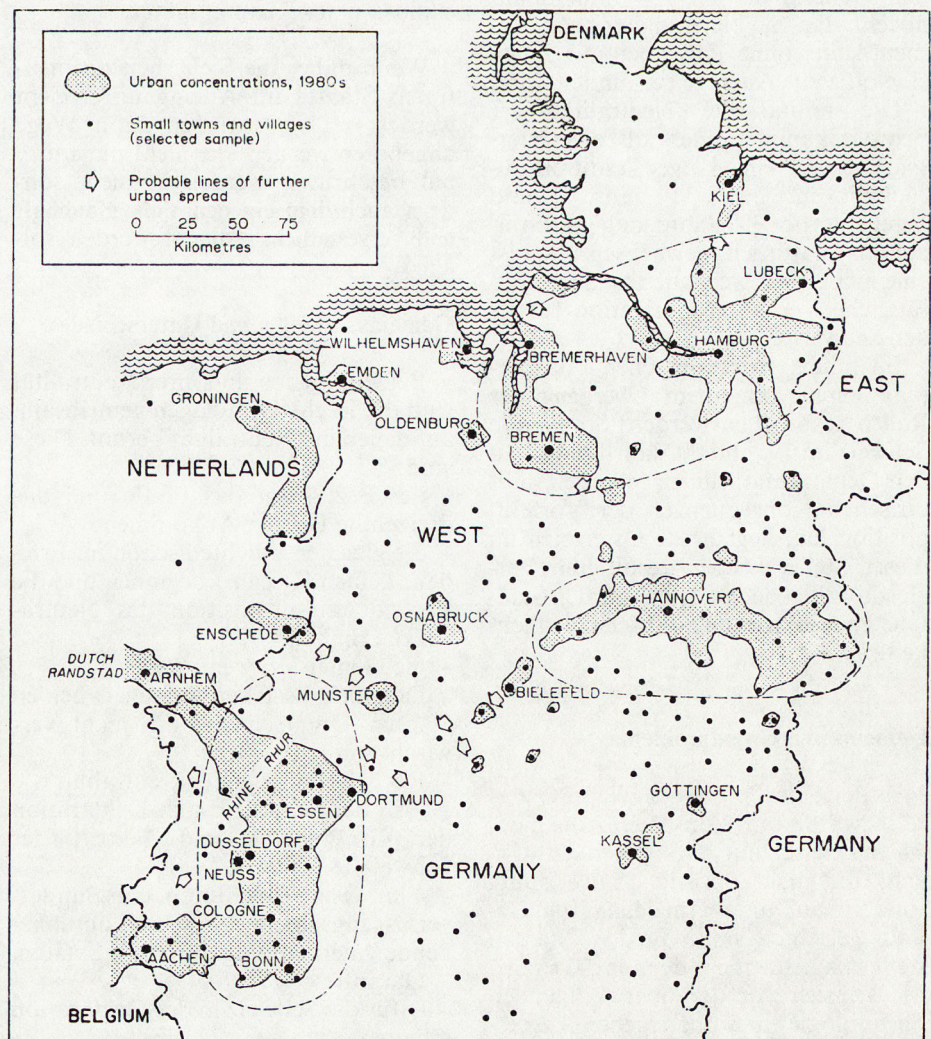 DENMARK
Urban concentrations, 1980s
Small towns and villages
(selected sample)
Probable lines of further
urban spread
0 25 50 75
Kilometres
KIEL
LUBECK
WILHELMSHAVEN
BREMERHAVEN
HAMBURG
EMDEN
EAST
GRONINGEN
OLDENBURG
BREMEN
NETHERLANDS
WEST
HANNOVER
OSNABRUCK
ENSCHEDE
DUTCH
RANDSTAD
ARNHEM
MUNSTER
BIELEFELD
RHINE - RHUR
DORTMUND
ESSEN
GOTTINGEN
DUSSELDORF
KASSEL
GERMANY
NEUSS
GERMANY
COLOGNE
AACHEN
BONN
BELGIUM